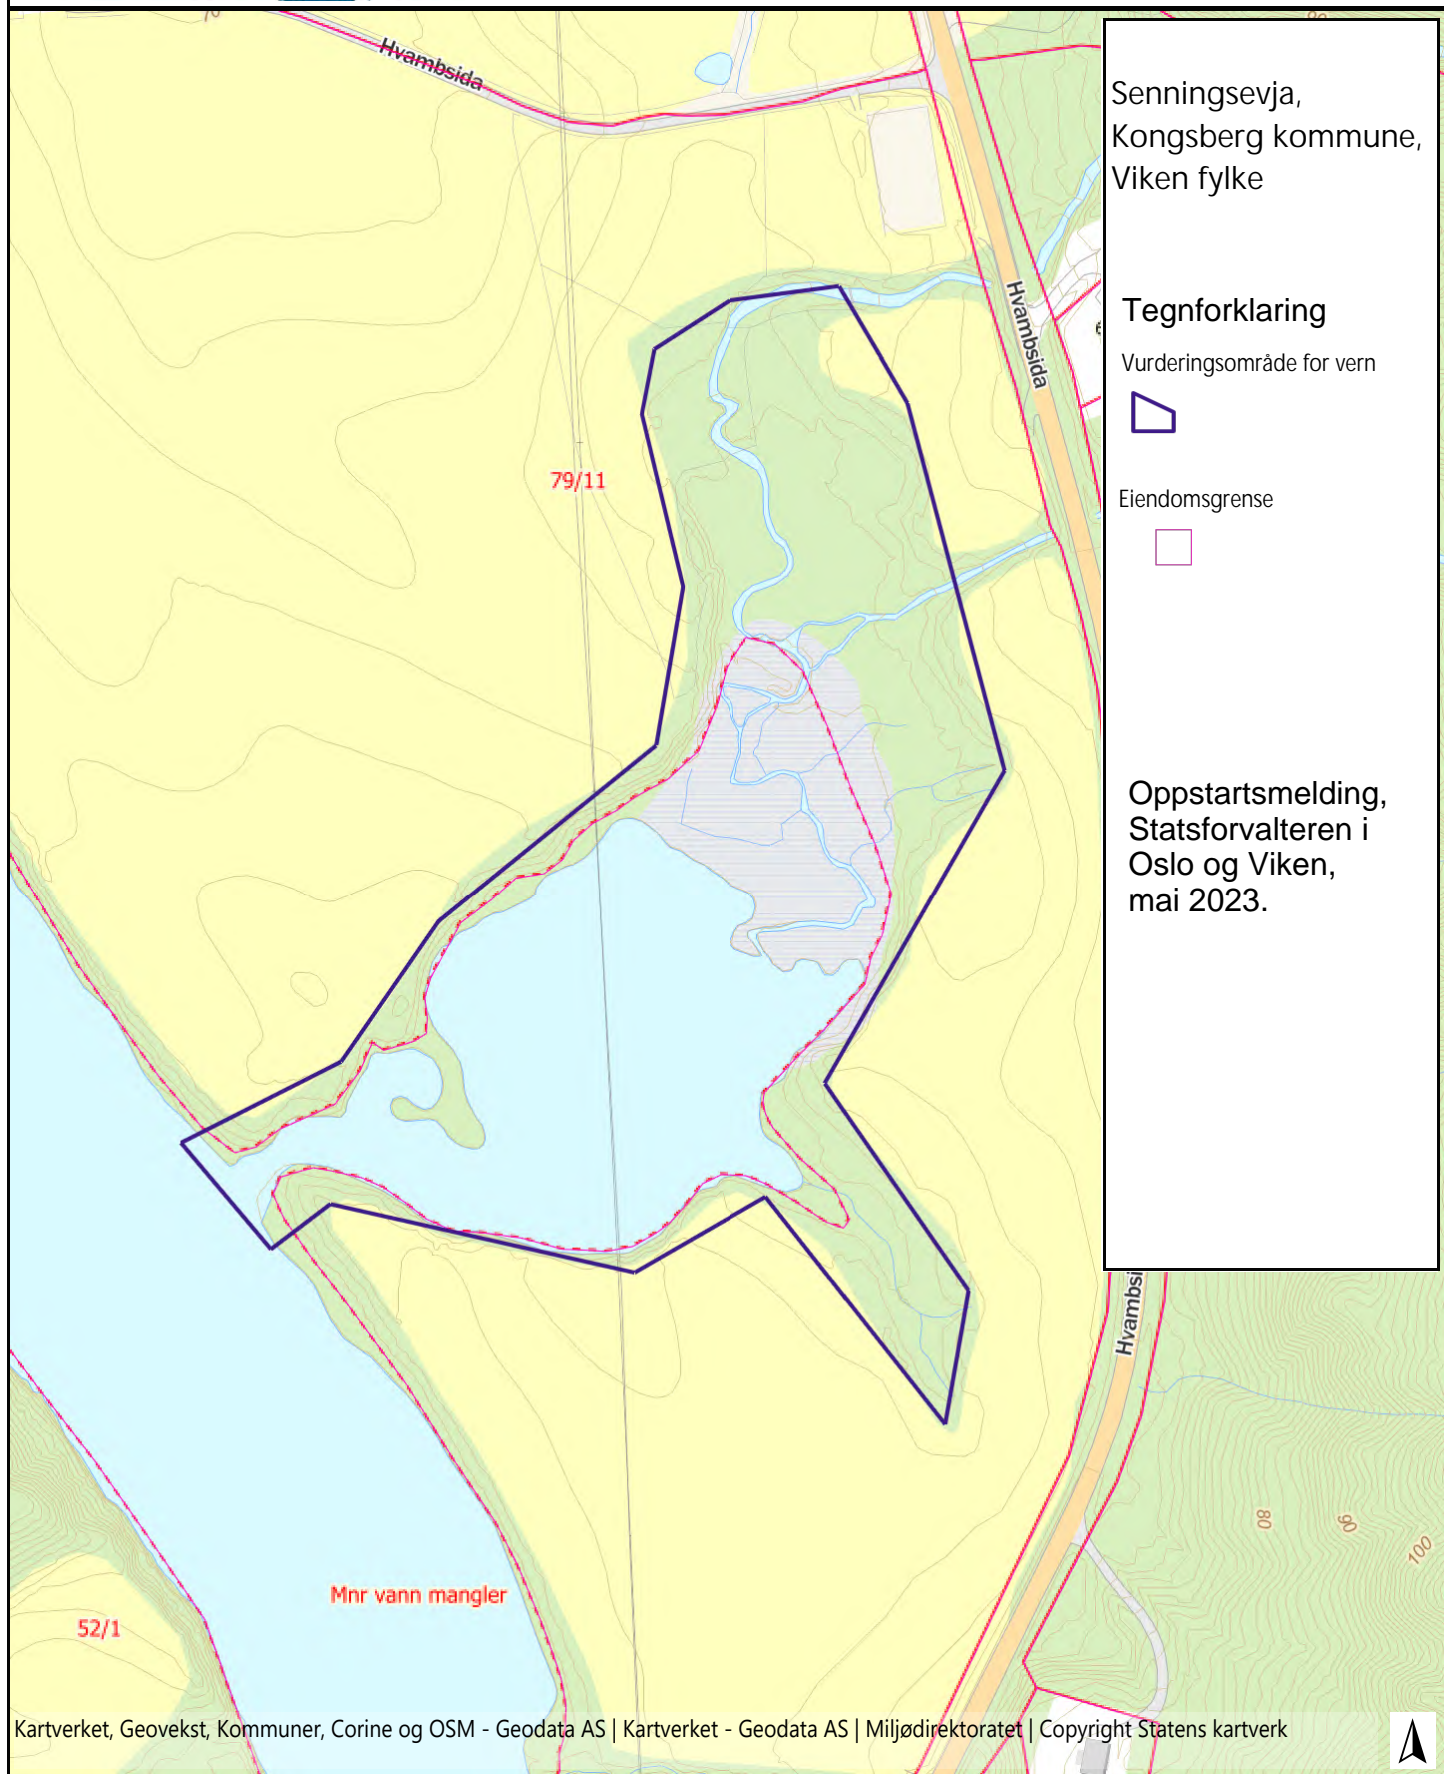 70
80
Hvambsida
Senningsevja,
Kongsberg kommune,
Viken fylke
Tegnforklaring
Hvambsida
Vurderingsområde for vern
79/11
Eiendomsgrense
Oppstartsmelding,
Statsforvalteren i
Oslo og Viken,
mai 2023.
Hvambsi
80
90
100
Mnr vann mangler
52/1
Kartverket, Geovekst, Kommuner, Corine og OSM - Geodata AS | Kartverket - Geodata AS | Miljødirektoratet | Copyright Statens kartverk